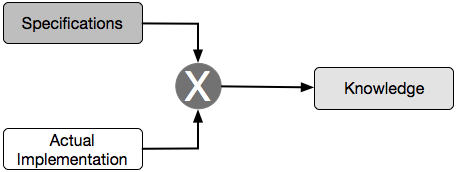 Specifications
X
Knowledge
Actual
Implementation